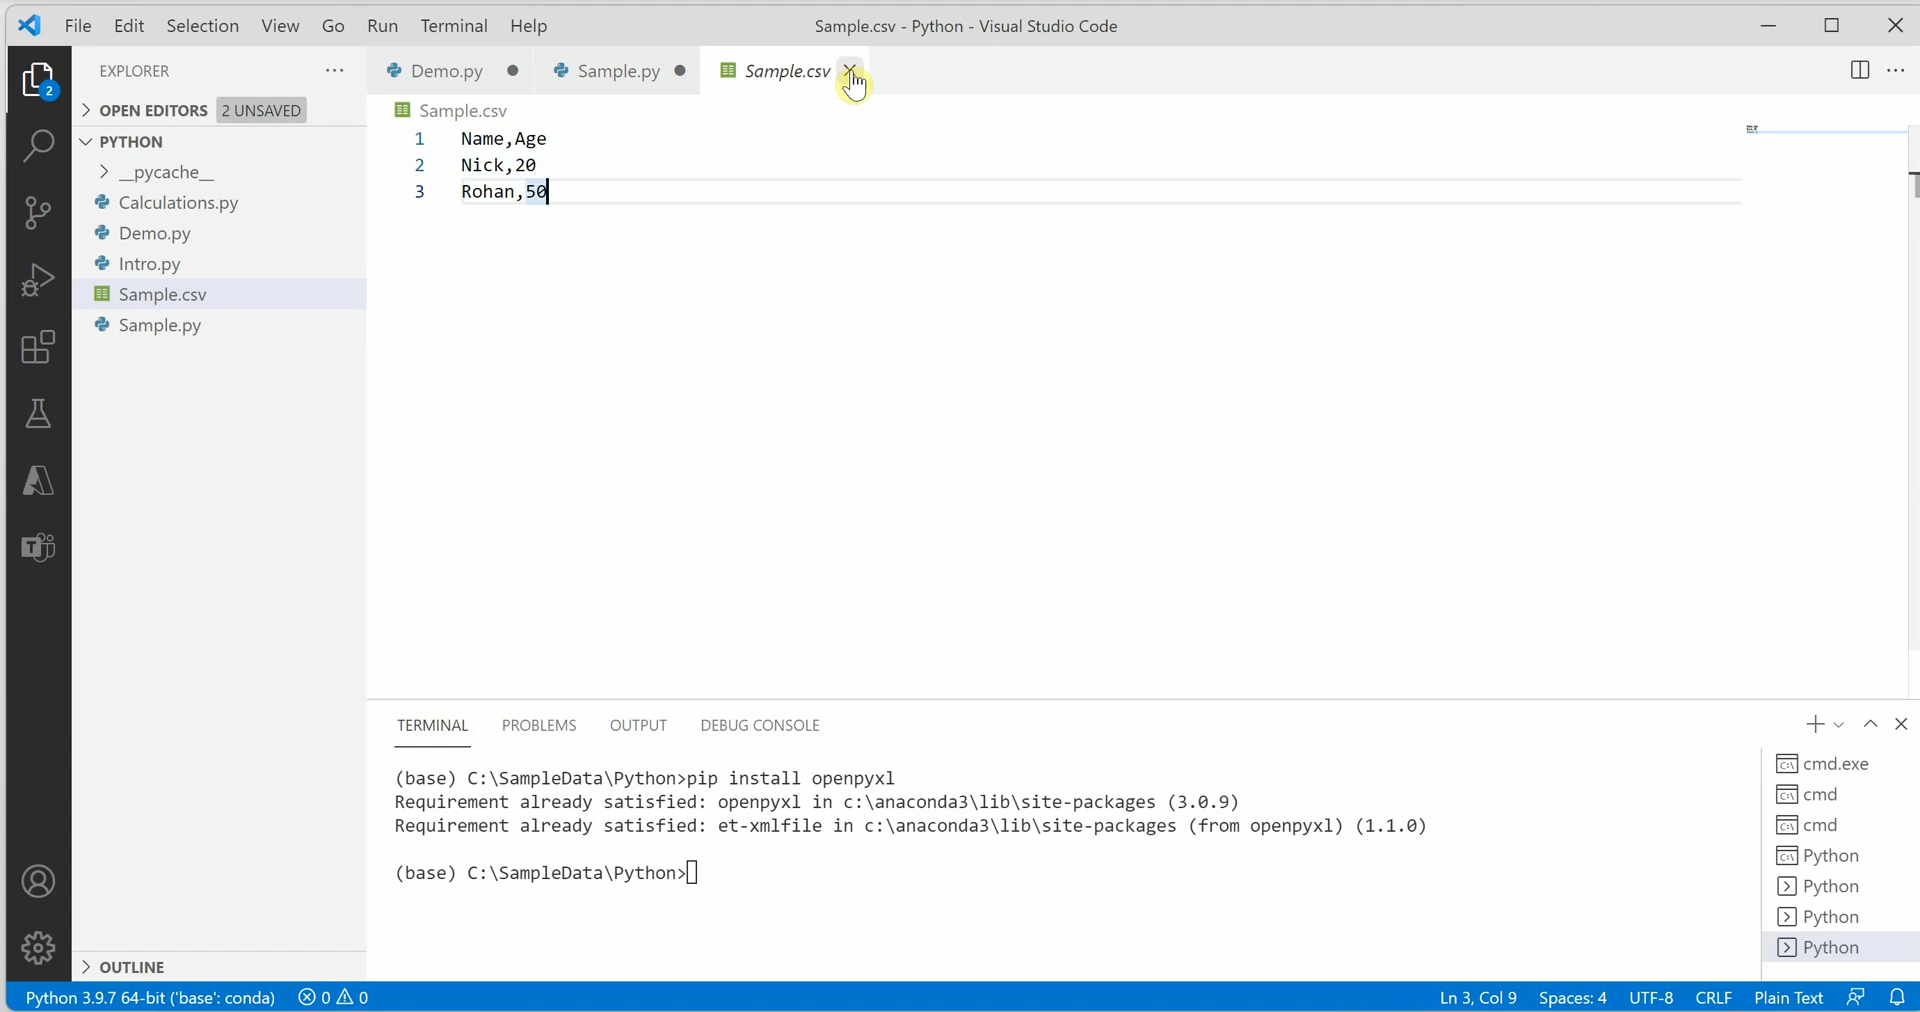 File Edit Selection View Go Run Terminal Help
Sample.csv - Python - Visual Studio Code
EXPLORER
2
OPEN EDITORS 2 UNSAVED
PYTHON
__pycache__
Calculations.py
Demo.py
Intro.py
Sample.csv
Sample.py
OUTLINE
Demo.py Sample.py Sample.csv
Sample.csv
1 Name,Age
2 Nick,20
3 Rohan,50
TERMINAL PROBLEMS OUTPUT DEBUG CONSOLE
(base) C:\SampleData\Python>pip install openpyxl
Requirement already satisfied: openpyxl in c:\anaconda3\lib\site-packages (3.0.9)
Requirement already satisfied: et-xmlfile in c:\anaconda3\lib\site-packages (from openpyxl) (1.1.0)
(base) C:\SampleData\Python>
cmd.exe
cmd
cmd
Python
Python
Python
Python
Python 3.9.7 64-bit ('base': conda) 0 0 Ln 3, Col 9 Spaces: 4 UTF-8 CRLF Plain Text